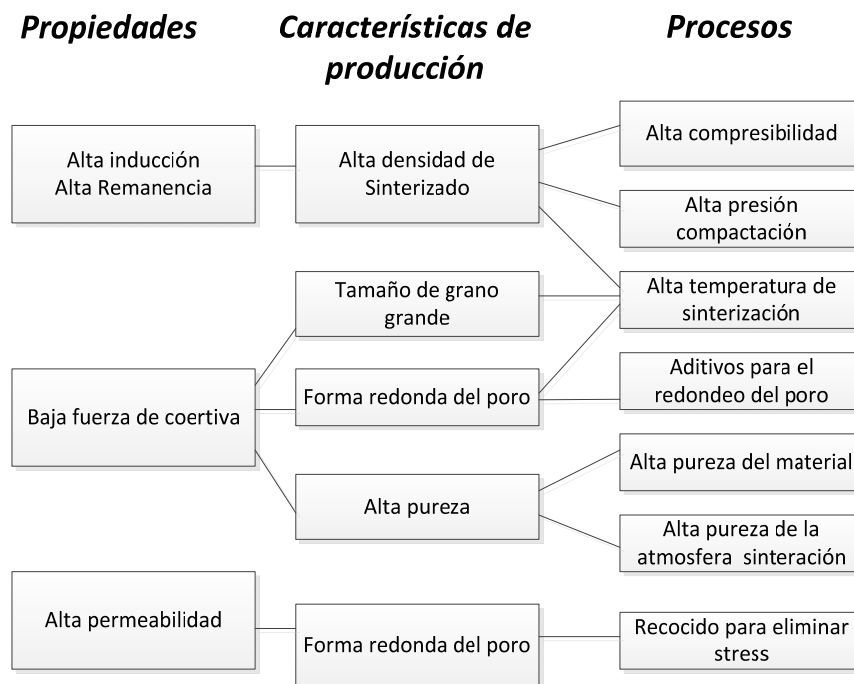 Propiedades
Características de
producción
Procesos
Alta inducción
Alta Remanencia
Alta densidad de
Sinterizado
Alta compresibilidad
Alta presión
compactación
Tamaño de grano
grande
Alta temperatura de
sinterización
Baja fuerza de coertiva
Forma redonda del poro
Aditivos para el
redondeo del poro
Alta pureza
Alta pureza del material
Alta pureza de la
atmosfera sinteración
Alta permeabilidad
Forma redonda del poro
Recocido para eliminar
stress